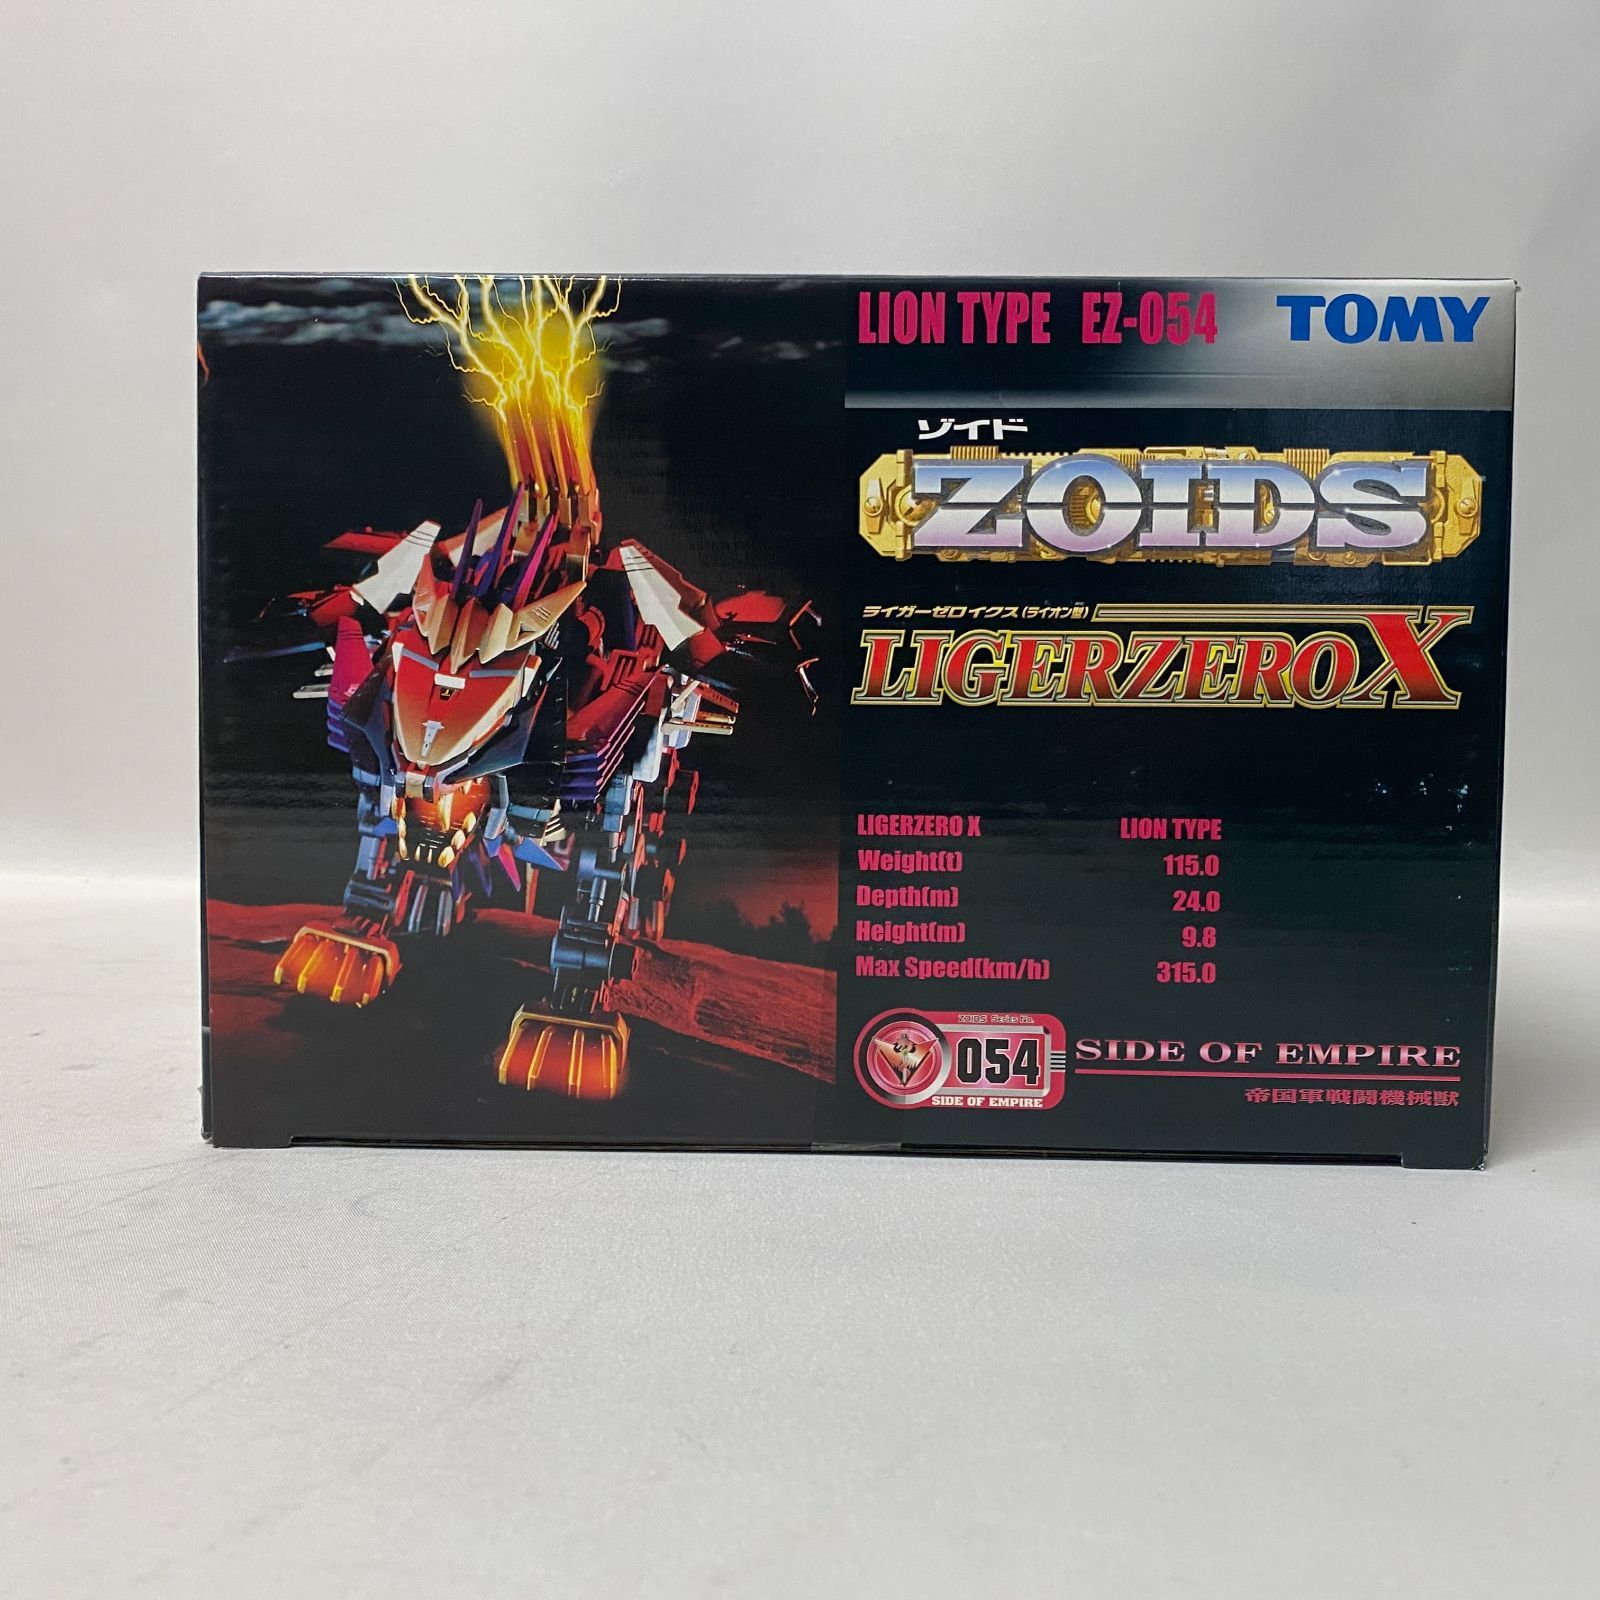 LION TYPE EZ-054
TOMY
ゾイド
ZOIDS
ライガーゼロイクス(ライオン型)
LIGERZEROX
LIGERZERO X LION TYPE
Weight(t) 115.0
Depth(m) 24.0
Height(m) 9.8
Max Speed(km/h) 315.0
ZOIDS Series No.
054
SIDE OF EMPIRE
SIDE OF EMPIRE
帝国軍戦闘機械獣